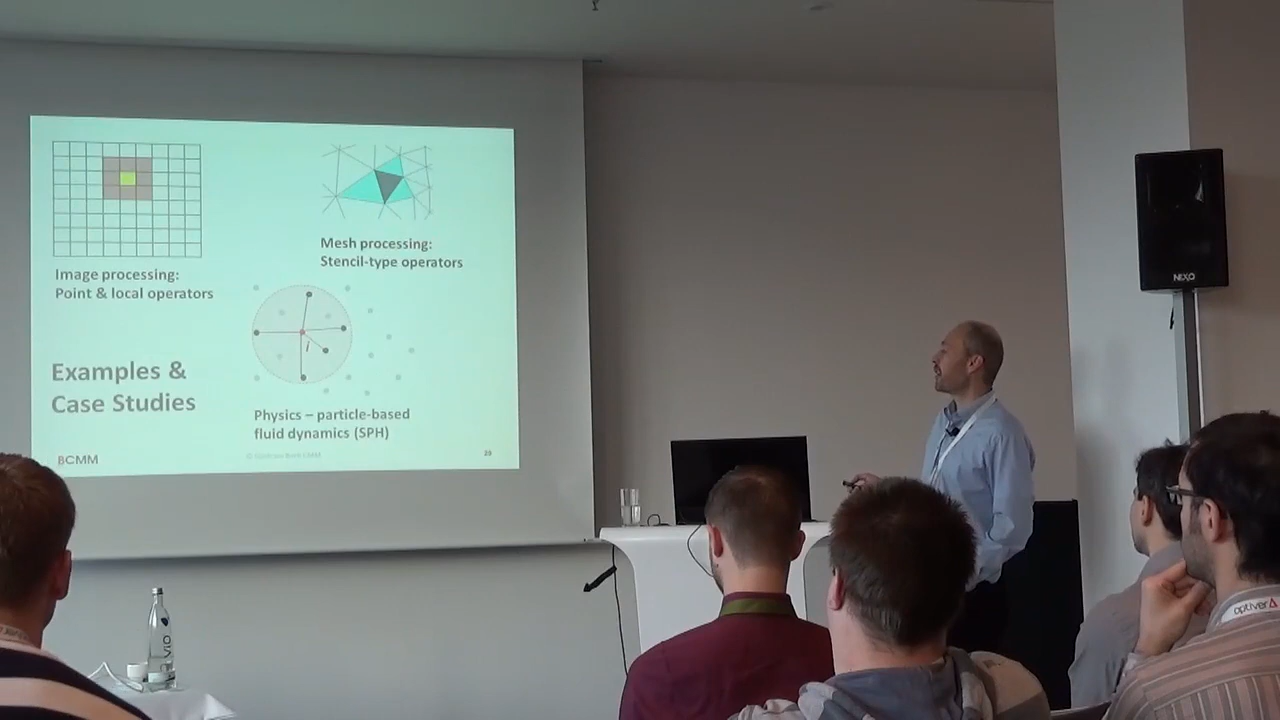 Image processing:
Point & local operators
Mesh processing:
Stencil-type operators
i
Physics – particle-based
fluid dynamics (SPH)
Examples &
Case Studies
BCMM
NEXO
optiver